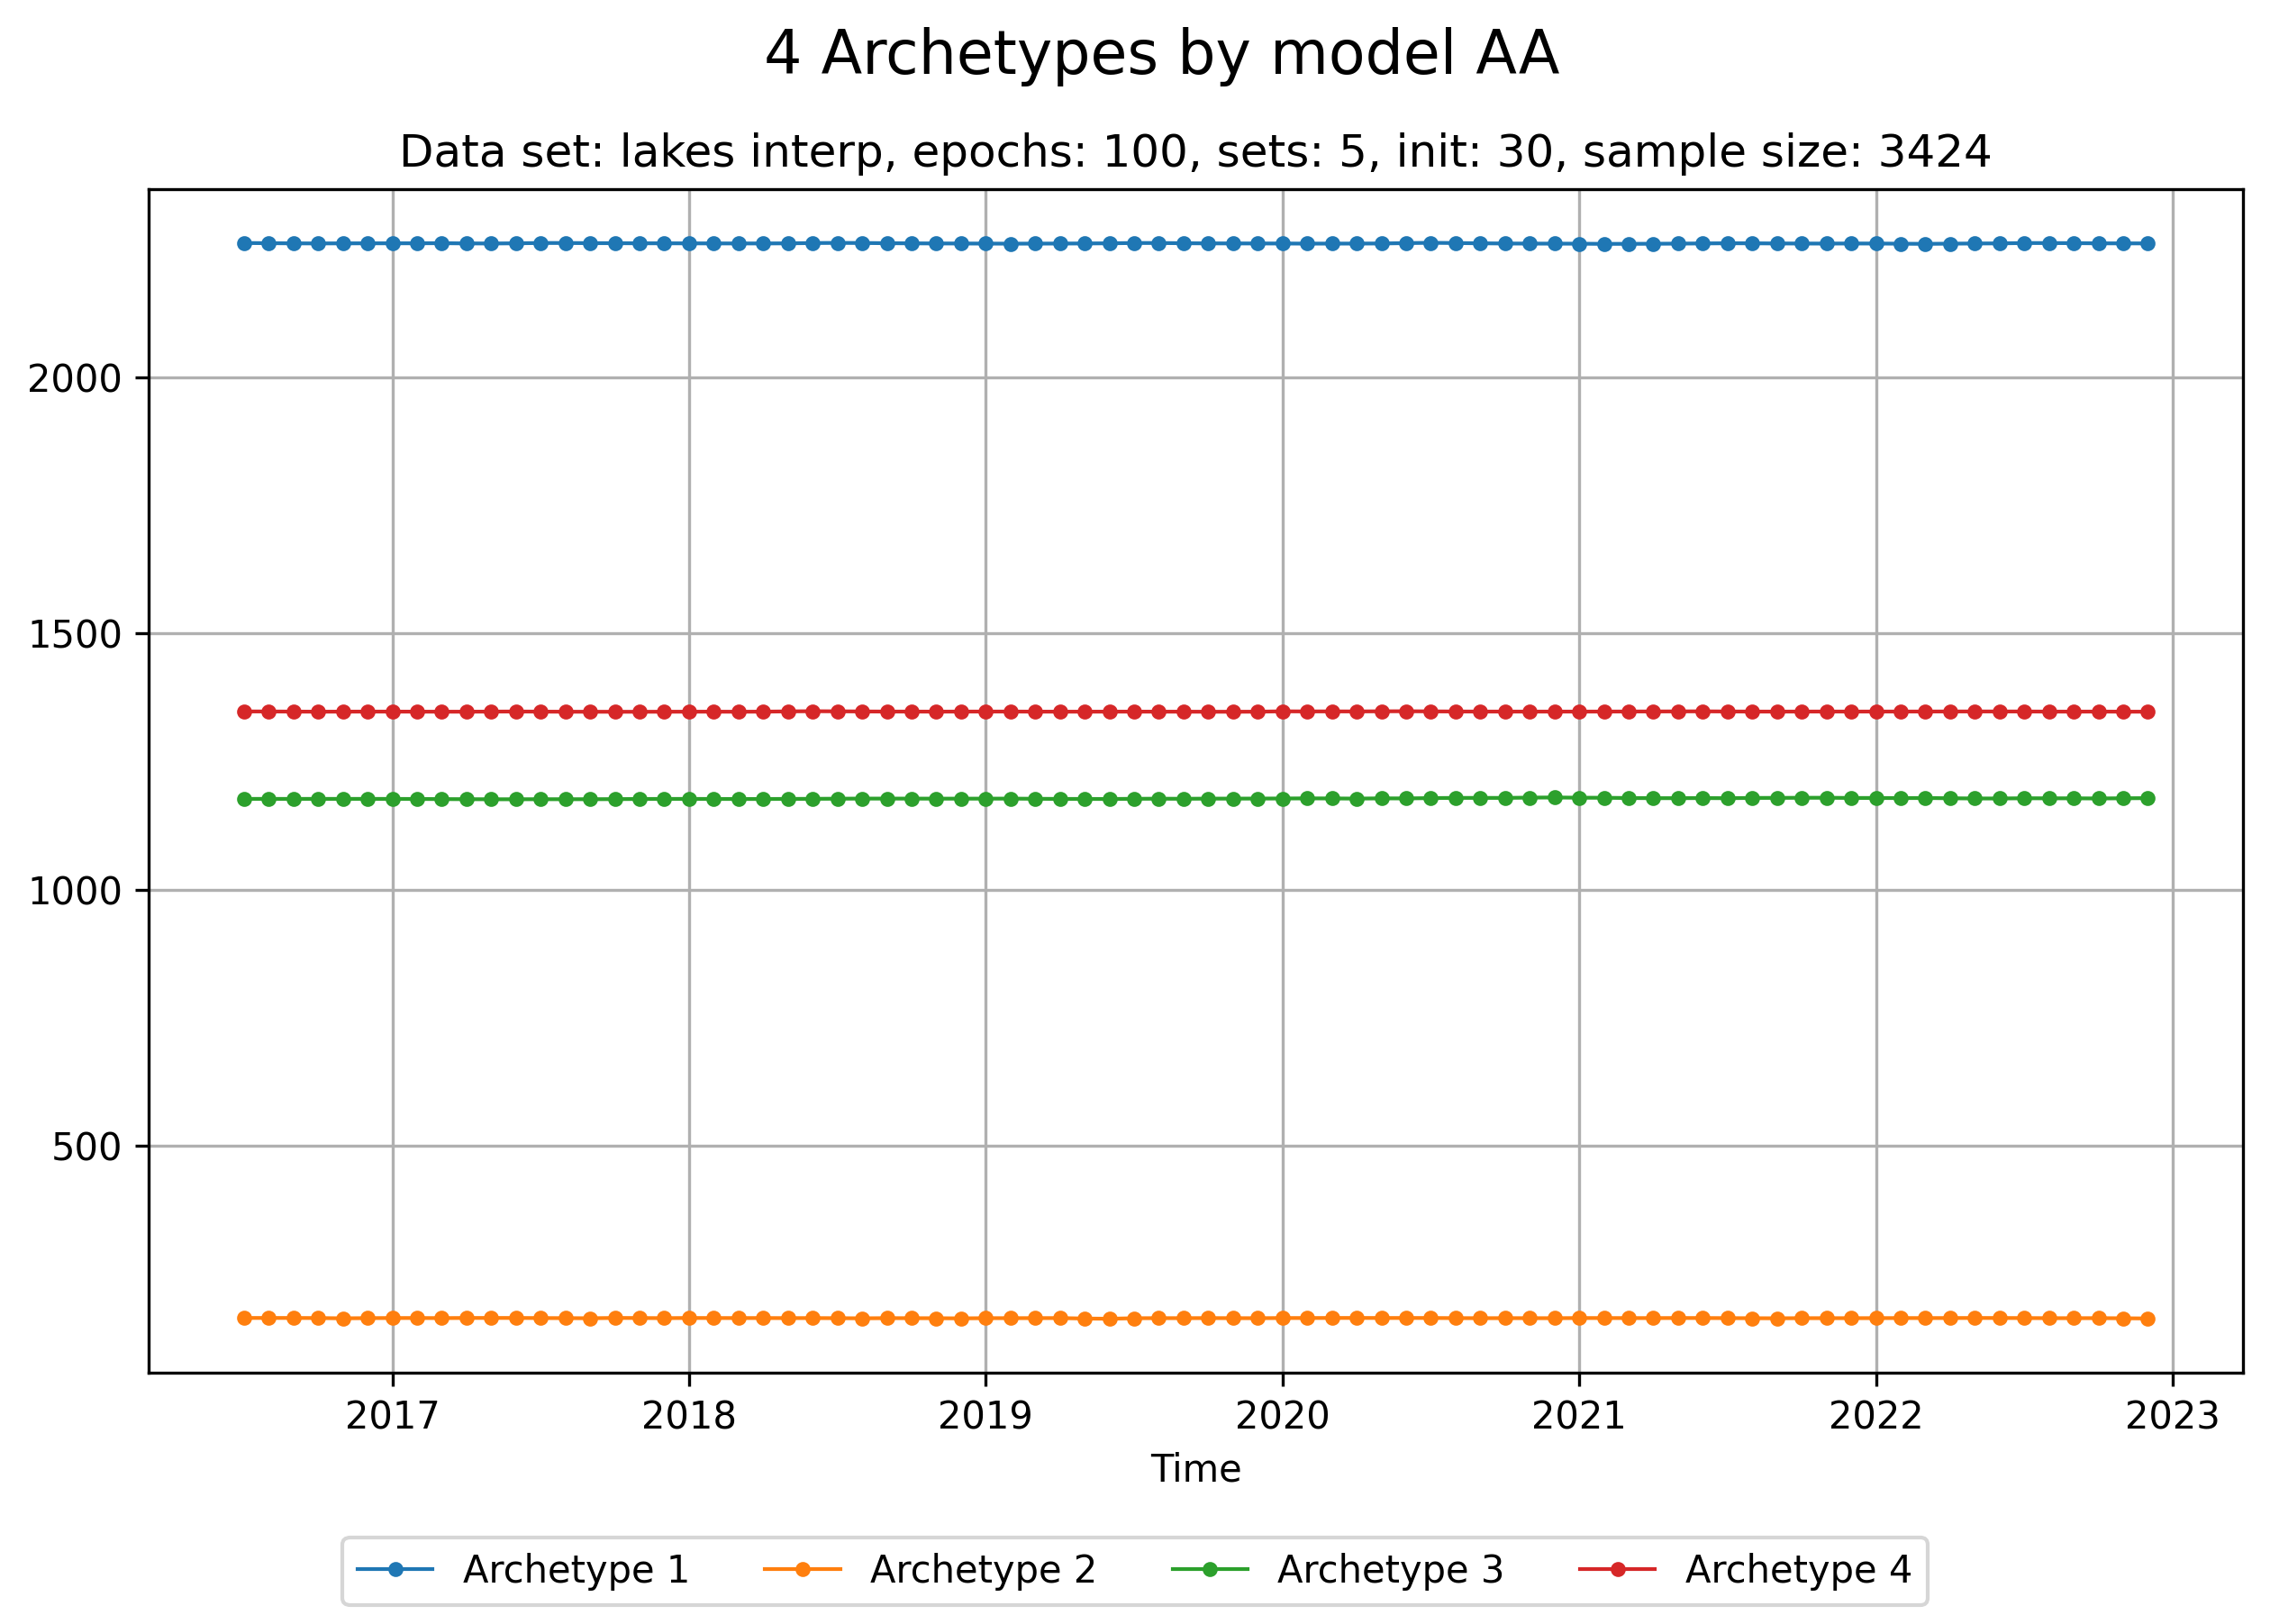 4 Archetypes by model AA
Data set: lakes interp, epochs: 100, sets: 5, init: 30, sample size: 3424
2000
1500
1000
500
2017 2018 2019 2020 2021 2022 2023
Time
Archetype 1 Archetype 2 Archetype 3 Archetype 4